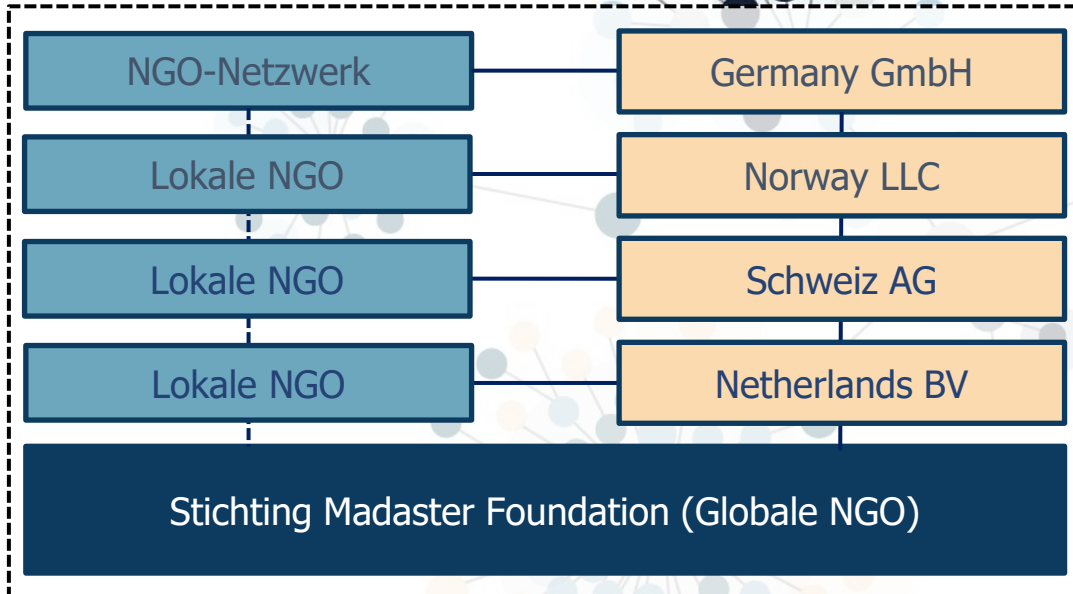 NGO-Netzwerk
Germany GmbH
Lokale NGO
Norway LLC
Lokale NGO
Schweiz AG
Lokale NGO
Netherlands BV
Stichting Madaster Foundation (Globale NGO)